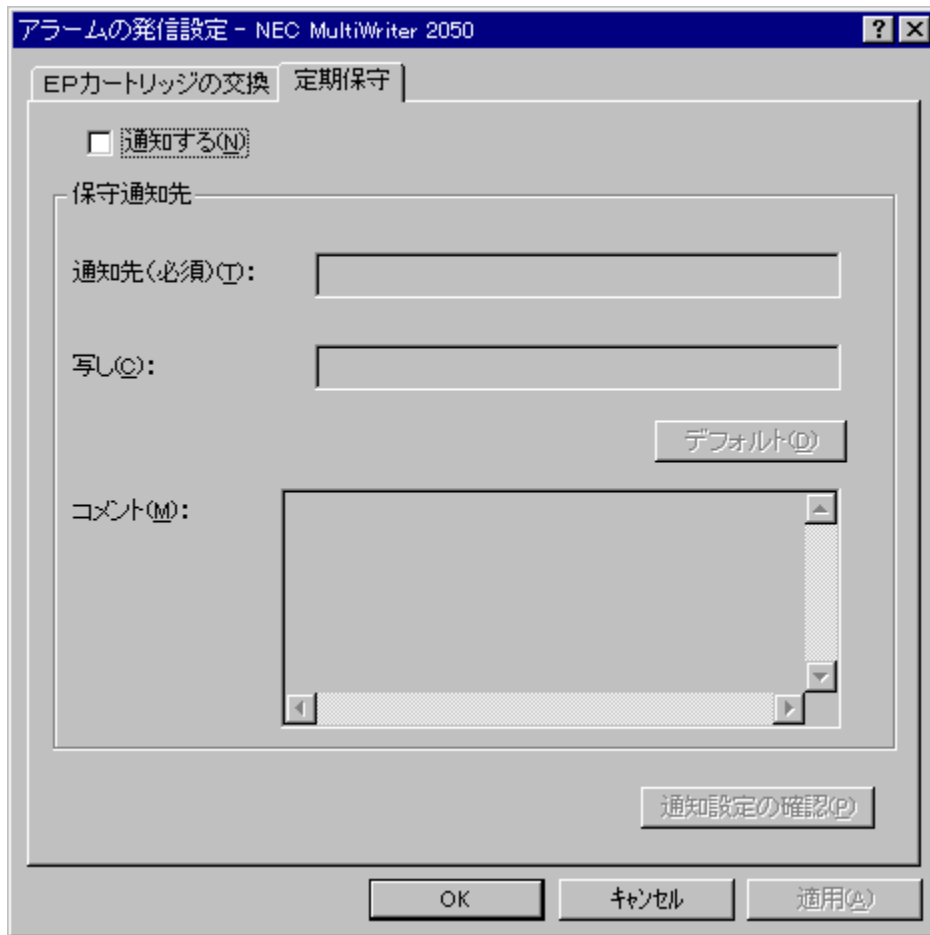 アラームの発信設定 - NEC MultiWriter 2050
EPカートリッジの交換 定期保守
通知する(N)
保守通知先
通知先(必須)(T):
写し(C):
デフォルト(D)
コメント(M):
通知設定の確認(P)
OK キャンセル 適用(A)